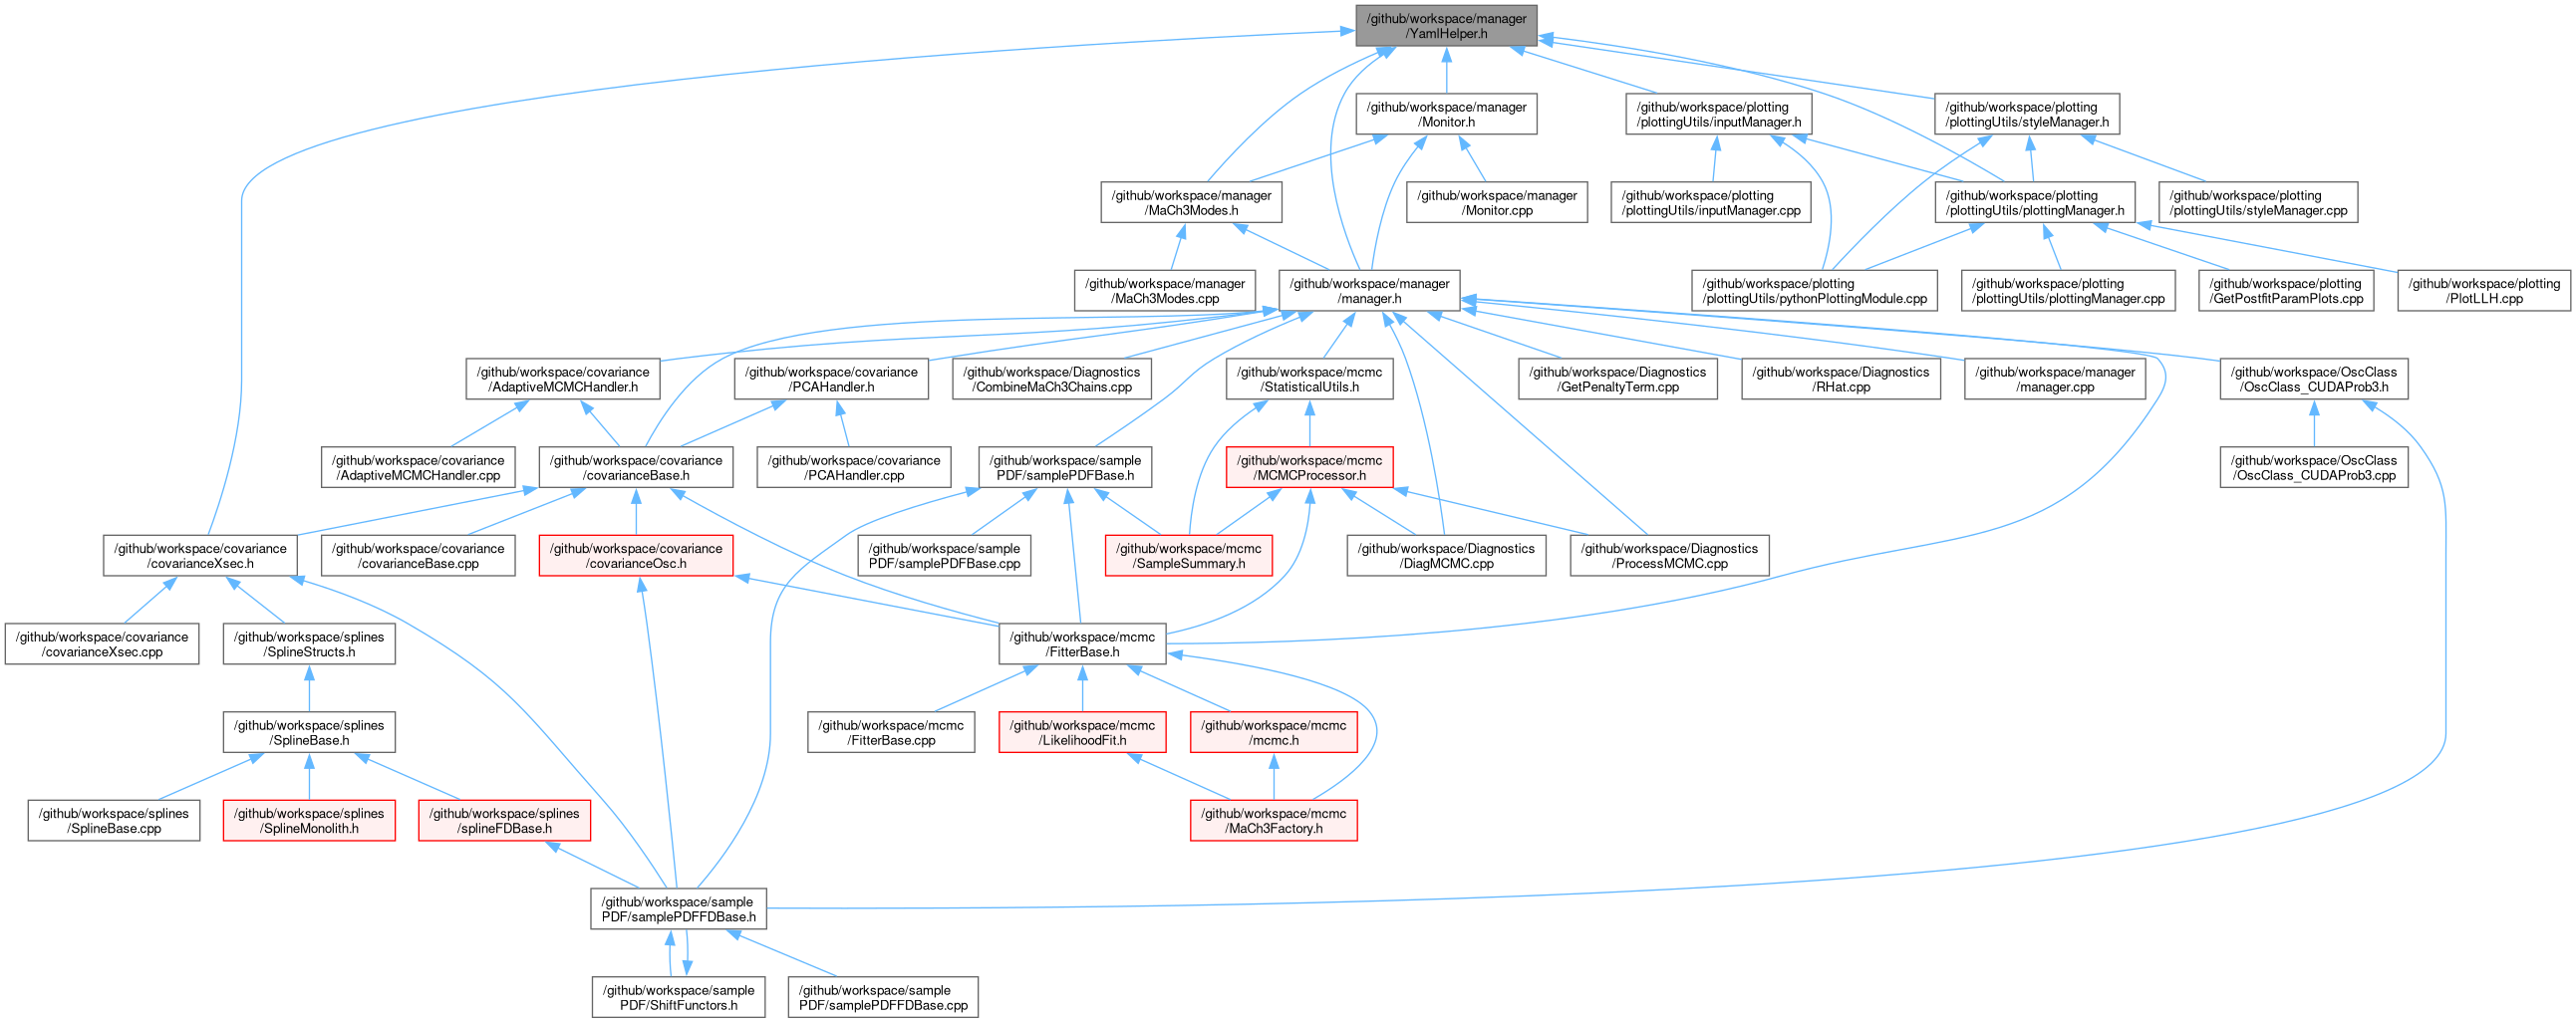 /github/workspace/manager
/YamlHelper.h
/github/workspace/manager
/Monitor.h
/github/workspace/plotting
/plottingUtils/inputManager.h
/github/workspace/plotting
/plottingUtils/styleManager.h
/github/workspace/manager
/MaCh3Modes.h
/github/workspace/manager
/Monitor.cpp
/github/workspace/plotting
/plottingUtils/inputManager.cpp
/github/workspace/plotting
/plottingUtils/plottingManager.h
/github/workspace/plotting
/plottingUtils/styleManager.cpp
/github/workspace/manager
/MaCh3Modes.cpp
/github/workspace/manager
/manager.h
/github/workspace/plotting
/plottingUtils/pythonPlottingModule.cpp
/github/workspace/plotting
/plottingUtils/plottingManager.cpp
/github/workspace/plotting
/GetPostfitParamPlots.cpp
/github/workspace/plotting
/PlotLLH.cpp
/github/workspace/covariance
/AdaptiveMCMCHandler.h
/github/workspace/covariance
/PCAHandler.h
/github/workspace/Diagnostics
/CombineMaCh3Chains.cpp
/github/workspace/mcmc
/StatisticalUtils.h
/github/workspace/Diagnostics
/GetPenaltyTerm.cpp
/github/workspace/Diagnostics
/RHat.cpp
/github/workspace/manager
/manager.cpp
/github/workspace/OscClass
/OscClass_CUDAProb3.h
/github/workspace/covariance
/AdaptiveMCMCHandler.cpp
/github/workspace/covariance
/covarianceBase.h
/github/workspace/covariance
/PCAHandler.cpp
/github/workspace/sample
PDF/samplePDFBase.h
/github/workspace/mcmc
/MCMCProcessor.h
/github/workspace/OscClass
/OscClass_CUDAProb3.cpp
/github/workspace/covariance
/covarianceXsec.h
/github/workspace/covariance
/covarianceBase.cpp
/github/workspace/covariance
/covarianceOsc.h
/github/workspace/sample
PDF/samplePDFBase.cpp
/github/workspace/mcmc
/SampleSummary.h
/github/workspace/Diagnostics
/DiagMCMC.cpp
/github/workspace/Diagnostics
/ProcessMCMC.cpp
/github/workspace/covariance
/covarianceXsec.cpp
/github/workspace/splines
/SplineStructs.h
/github/workspace/mcmc
/FitterBase.h
/github/workspace/splines
/SplineBase.h
/github/workspace/mcmc
/FitterBase.cpp
/github/workspace/mcmc
/LikelihoodFit.h
/github/workspace/mcmc
/mcmc.h
/github/workspace/splines
/SplineBase.cpp
/github/workspace/splines
/SplineMonolith.h
/github/workspace/splines
/splineFDBase.h
/github/workspace/mcmc
/MaCh3Factory.h
/github/workspace/sample
PDF/samplePDFFDBase.h
/github/workspace/sample
PDF/ShiftFunctors.h
/github/workspace/sample
PDF/samplePDFFDBase.cpp